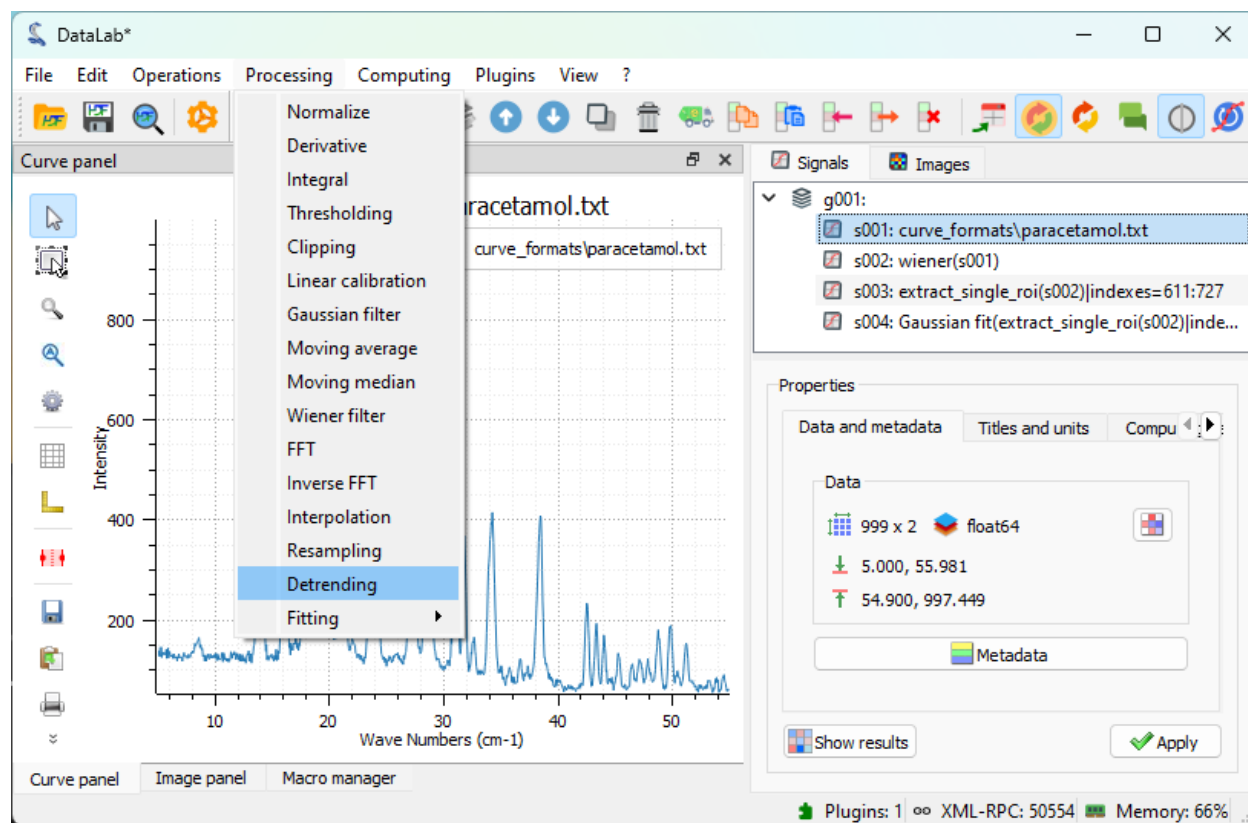 DataLab*
File Edit Operations Processing Computing Plugins View ?
Curve panel
Normalize
Derivative
Integral
Thresholding
Clipping
Linear calibration
Gaussian filter
Moving average
Moving median
Wiener filter
FFT
Inverse FFT
Interpolation
Resampling
Detrending
Fitting
racetamol.txt
curve_formats\paracetamol.txt
800
600
400
200
Intensity
10 20 30 40 50
Wave Numbers (cm-1)
Curve panel Image panel Macro manager
Signals Images
g001:
s001: curve_formats\paracetamol.txt
s002: wiener(s001)
s003: extract_single_roi(s002)|indexes=611:727
s004: Gaussian fit(extract_single_roi(s002)|inde...
Properties
Data and metadata Titles and units Compu
Data
999 x 2 float64
5.000, 55.981
54.900, 997.449
Metadata
Show results Apply
Plugins: 1 XML-RPC: 50554 Memory: 66%